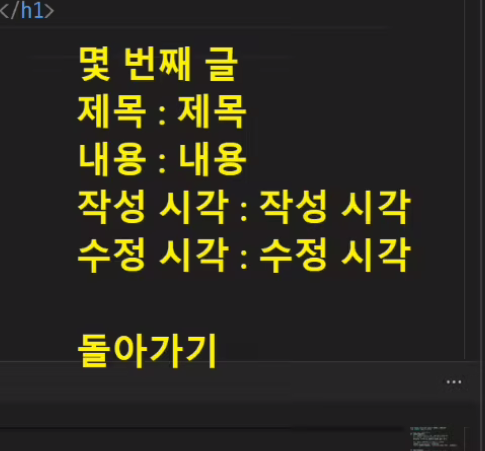 </h1>
몇 번째 글
제목 : 제목
내용 : 내용
작성 시각 : 작성 시각
수정 시각 : 수정 시각
돌아가기
...